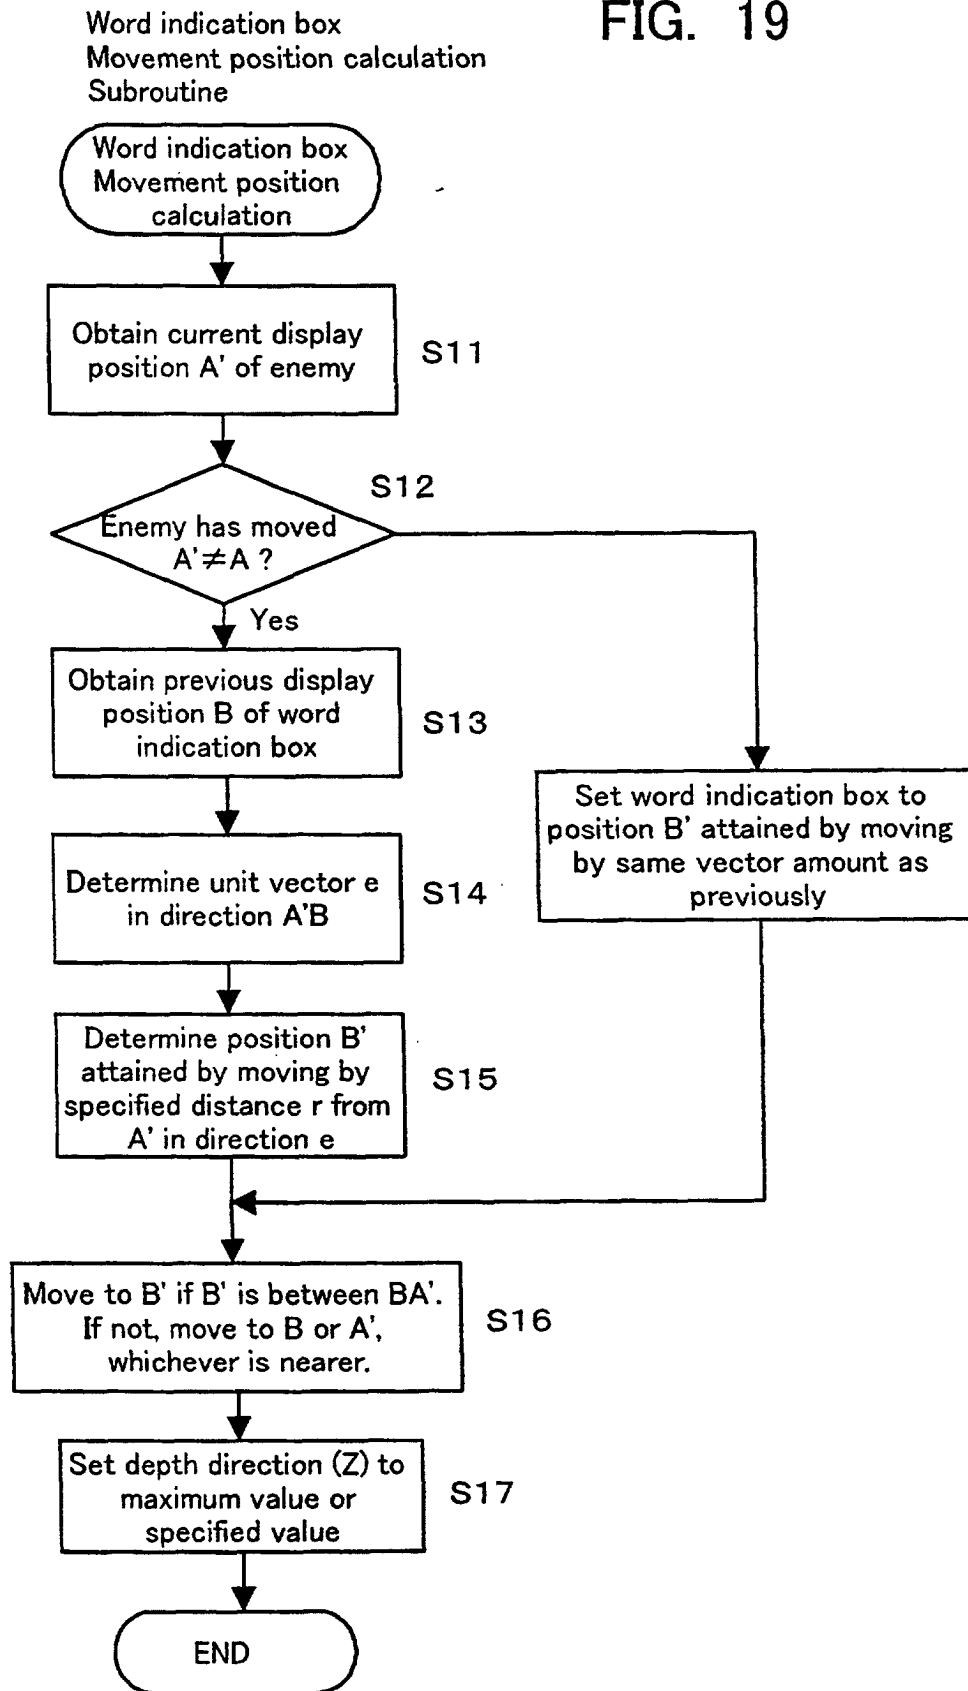 FIG. 19
Word indication box
Movement position calculation
Subroutine
Word indication box
Movement position
calculation
Obtain current display
position A' of enemy
S11
S12
Enemy has moved
A'≠A ?
Yes
Obtain previous display
position B of word
indication box
S13
Set word indication box to
position B' attained by moving
by same vector amount as
previously
Determine unit vector e
in direction A'B
S14
Determine position B'
attained by moving by
specified distance r from
A' in direction e
S15
Move to B' if B' is between BA'.
If not, move to B or A',
whichever is nearer.
S16
Set depth direction (Z) to
maximum value or
specified value
S17
END